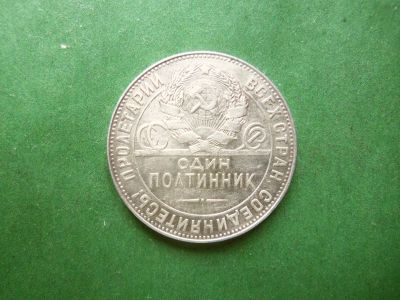 ПРОЛЕТАРИИ ВСЕХ СТРАН, СОЕДИНЯЙТЕСЬ!
С С
С Р
ОДИН
ПОЛТИННИК